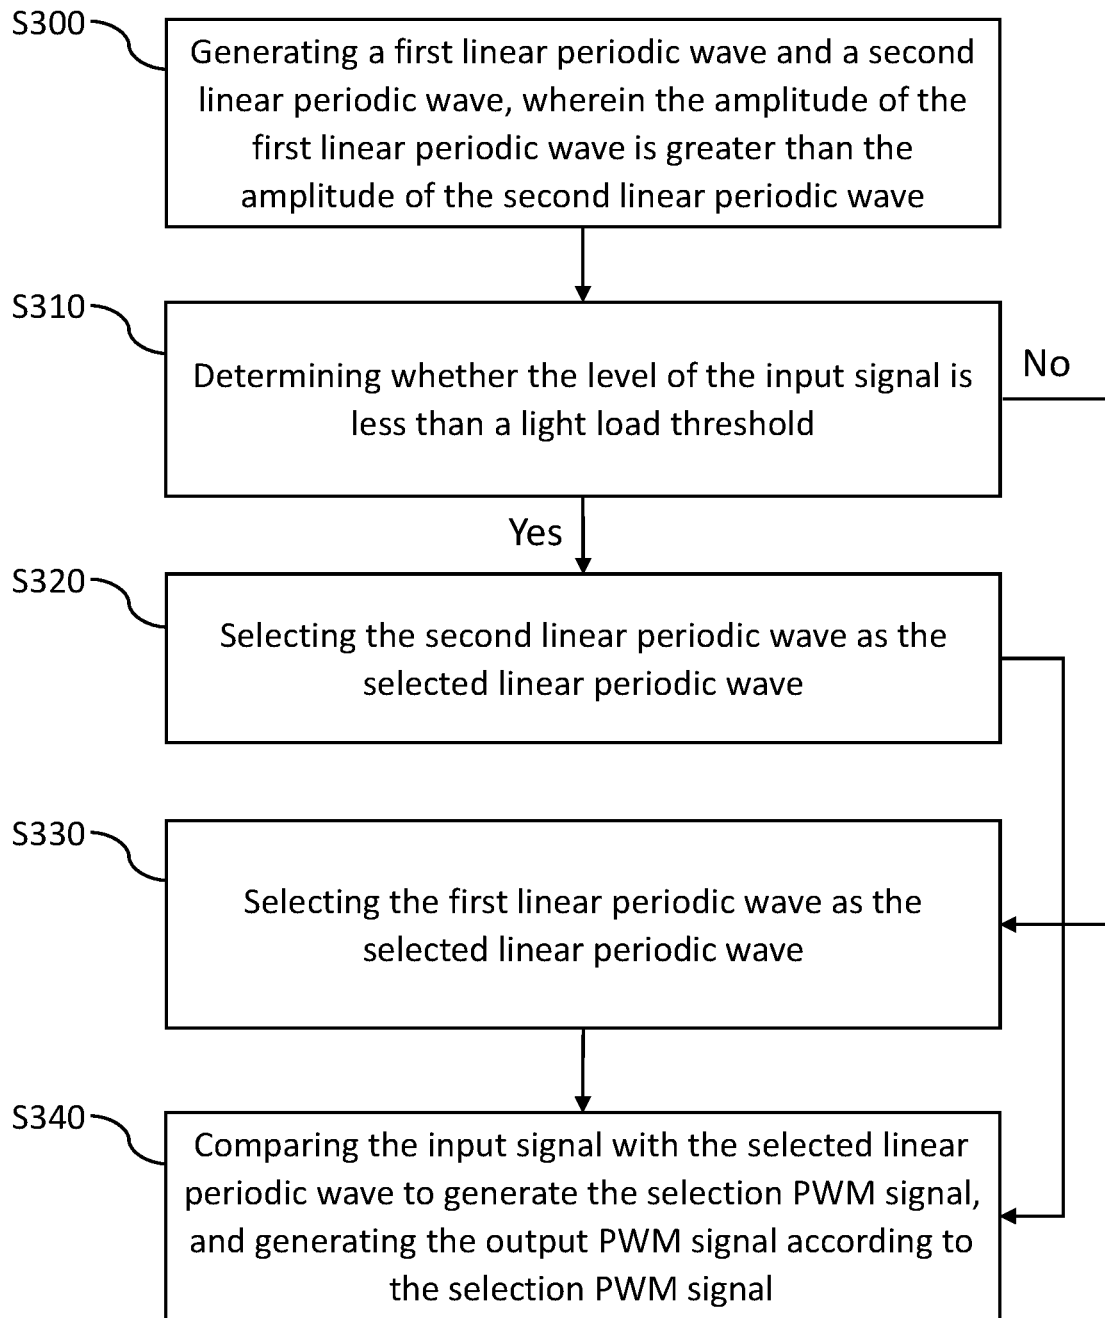 S300
Generating a first linear periodic wave and a second
linear periodic wave, wherein the amplitude of the
first linear periodic wave is greater than the
amplitude of the second linear periodic wave
S310
Determining whether the level of the input signal is
less than a light load threshold
No
Yes
S320
Selecting the second linear periodic wave as the
selected linear periodic wave
S330
Selecting the first linear periodic wave as the
selected linear periodic wave
S340
Comparing the input signal with the selected linear
periodic wave to generate the selection PWM signal,
and generating the output PWM signal according to
the selection PWM signal